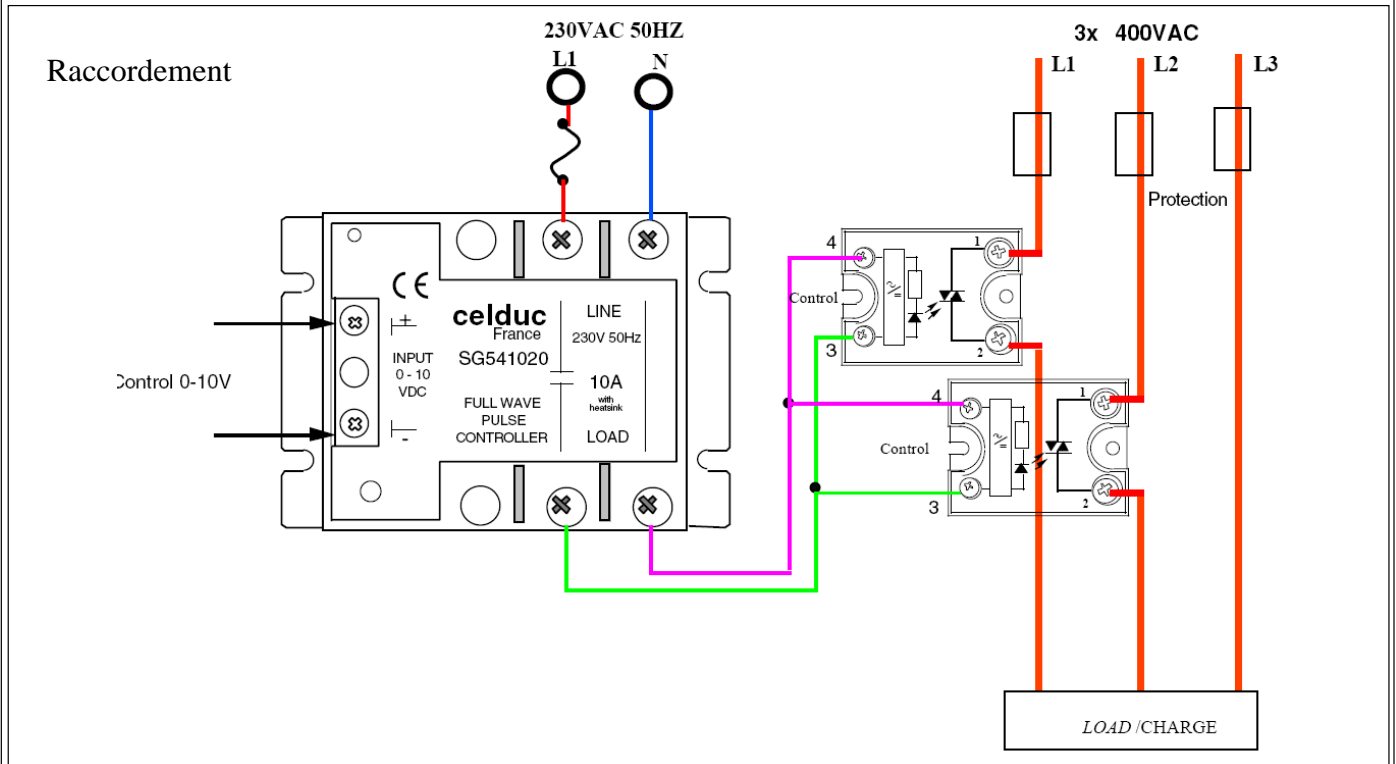 Raccordement
230VAC 50HZ
L1
N
3x 400VAC
L1
L2
L3
Protection
Control 0-10V
+
INPUT
0 - 10
VDC
-
CE
celduc
France
SG541020
FULL WAVE
PULSE
CONTROLLER
LINE
230V 50Hz
10A
with
heatsink
LOAD
4
Control
3
1
2
~/=
4
Control
3
1
2
~/=
LOAD /CHARGE